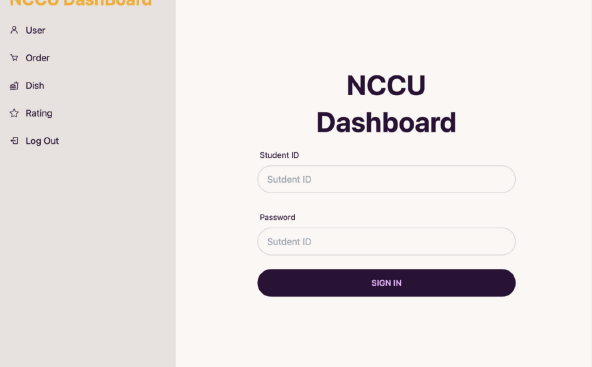 NCCU DashBoard
User
Order
Dish
Rating
Log Out
NCCU
Dashboard
Student ID
Sutdent ID
Password
Sutdent ID
SIGN IN